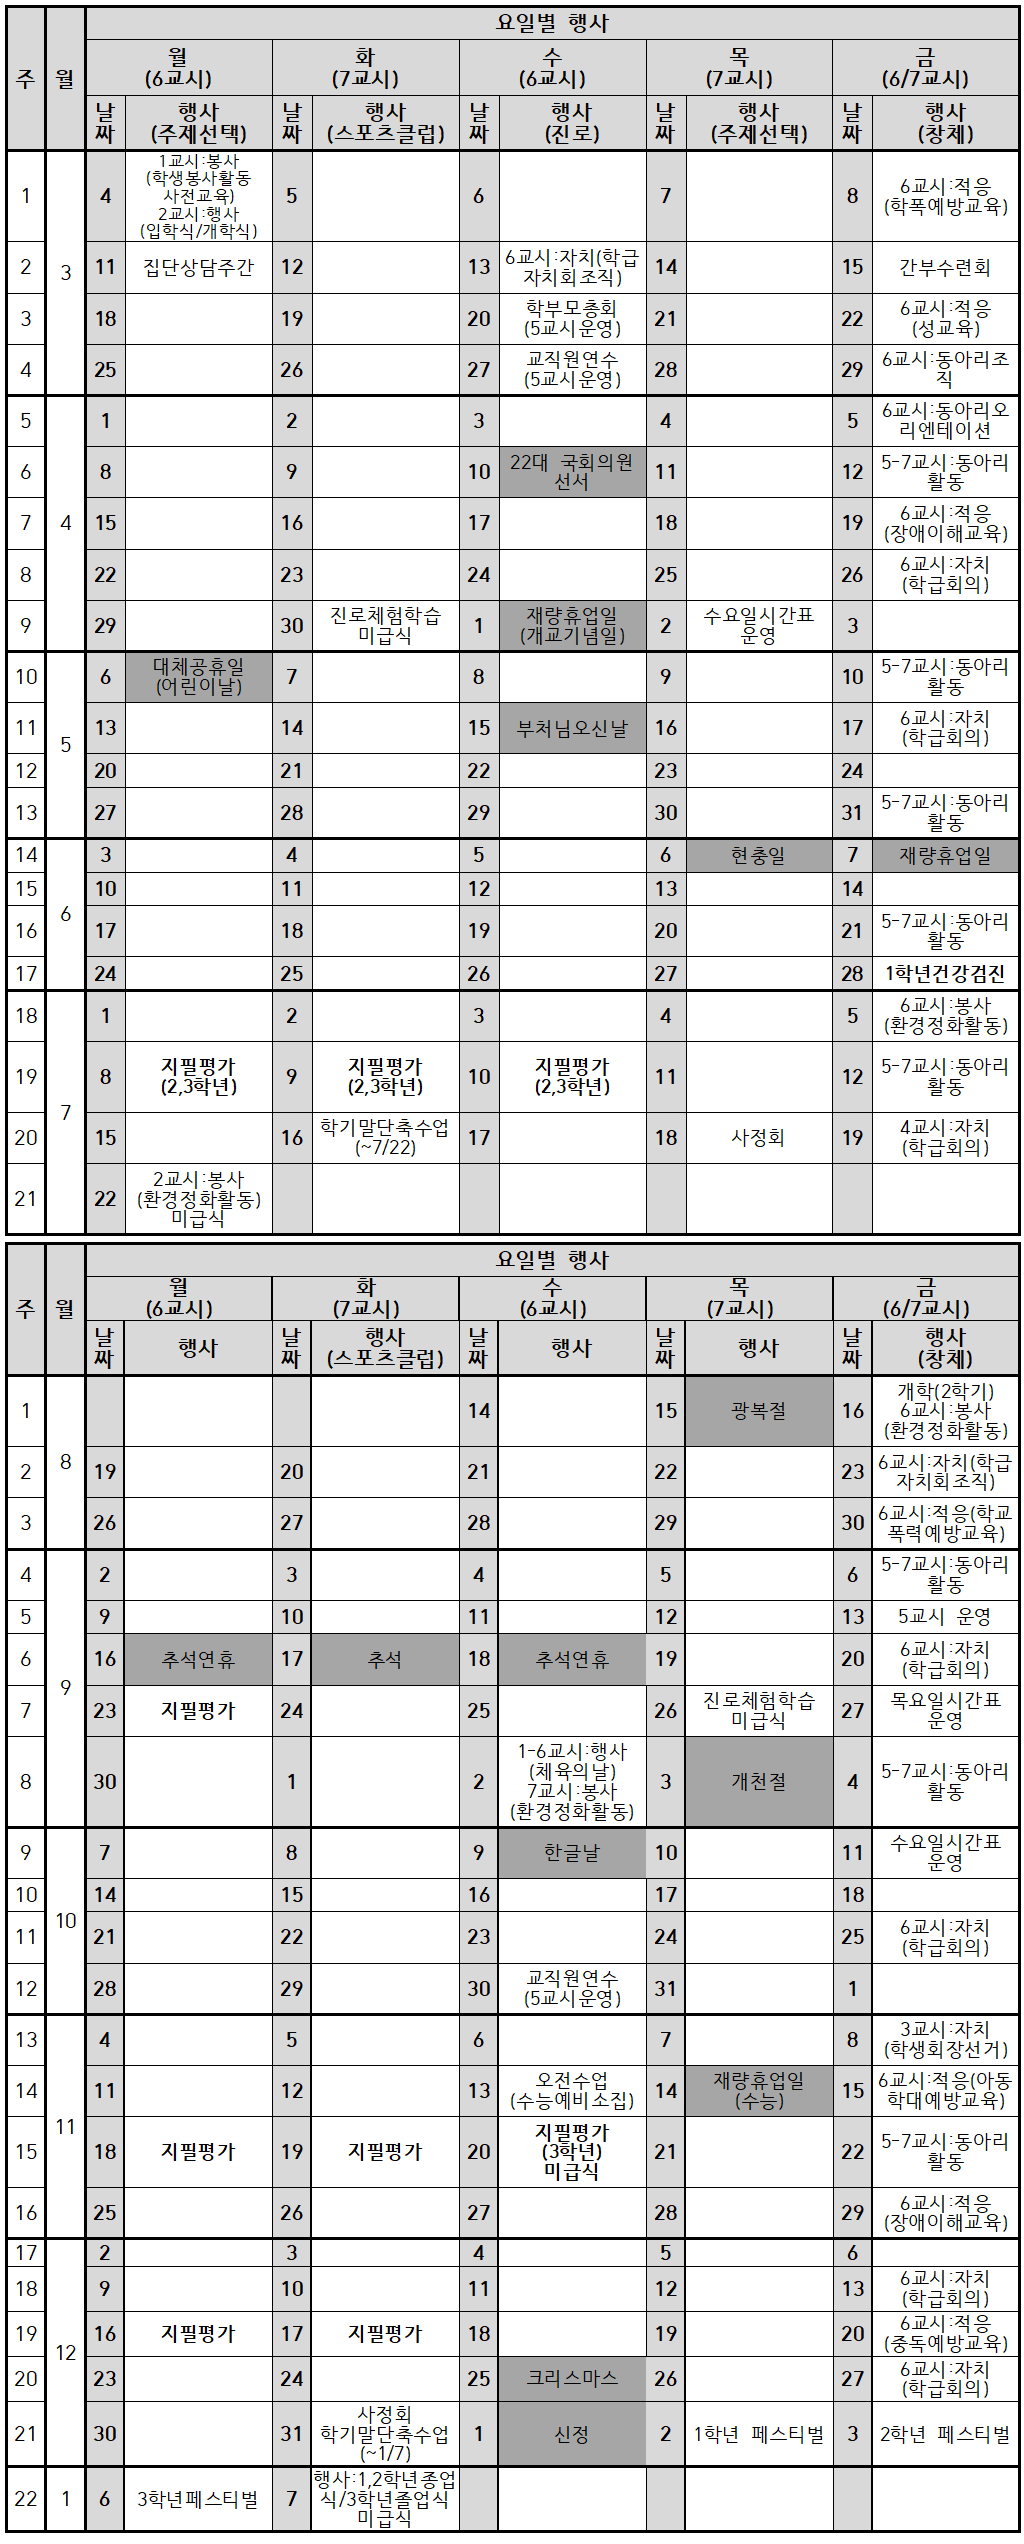 요일별 행사
주 월 월 화 수 목 금
(6교시) (7교시) (6교시) (7교시) (6/7교시)
날짜 행사 날짜 행사 날짜 행사 날짜 행사 날짜 행사
(주제선택) (스포츠클럽) (진로) (주제선택) (창체)
1 3 4 1교시:봉사
(학생봉사활동
사전교육)
2교시:행사
(입학식/개학식) 5 6 7 8 6교시:적응
(학폭예방교육)
2 11 집단상담주간 12 13 6교시:자치(학급
자치회조직) 14 15 간부수련회
3 18 19 20 학부모총회
(5교시운영) 21 22 6교시:적응
(성교육)
4 25 26 27 교직원연수
(5교시운영) 28 29 6교시:동아리조
직
5 4 1 2 3 4 5 6교시:동아리오
리엔테이션
6 8 9 10 22대 국회의원
선서 11 12 5-7교시:동아리
활동
7 15 16 17 18 19 6교시:적응
(장애이해교육)
8 22 23 24 25 26 6교시:자치
(학급회의)
9 29 30 진로체험학습
미급식 1 재량휴업일
(개교기념일) 2 수요일시간표
운영 3
10 5 6 대체공휴일
(어린이날) 7 8 9 10 5-7교시:동아리
활동
11 13 14 15 부처님오신날 16 17 6교시:자치
(학급회의)
12 20 21 22 23 24
13 27 28 29 30 31 5-7교시:동아리
활동
14 6 3 4 5 6 현충일 7 재량휴업일
15 10 11 12 13 14
16 17 18 19 20 21 5-7교시:동아리
활동
17 24 25 26 27 28 1학년건강검진
18 7 1 2 3 4 5 6교시:봉사
(환경정화활동)
19 8 지필평가
(2,3학년) 9 지필평가
(2,3학년) 10 지필평가
(2,3학년) 11 12 5-7교시:동아리
활동
20 15 16 학기말단축수업
(~7/22) 17 18 사정회 19 4교시:자치
(학급회의)
21 22 2교시:봉사
(환경정화활동)
미급식
요일별 행사
주 월 월 화 수 목 금
(6교시) (7교시) (6교시) (7교시) (6/7교시)
날짜 행사 날짜 행사 날짜 행사 날짜 행사 날짜 행사
(스포츠클럽) (창체)
1 8 14 15 광복절 16 개학(2학기)
6교시:봉사
(환경정화활동)
2 19 20 21 22 23 6교시:자치(학급
자치회조직)
3 26 27 28 29 30 6교시:적응(학교
폭력예방교육)
4 9 2 3 4 5 6 5-7교시:동아리
활동
5 9 10 11 12 13 5교시 운영
6 16 추석연휴 17 추석 18 추석연휴 19 20 6교시:자치
(학급회의)
7 23 지필평가 24 25 26 진로체험학습
미급식 27 목요일시간표
운영
8 30 1 2 1-6교시:행사
(체육의날)
7교시:봉사
(환경정화활동) 3 개천절 4 5-7교시:동아리
활동
9 10 7 8 9 한글날 10 11 수요일시간표
운영
10 14 15 16 17 18
11 21 22 23 24 25 6교시:자치
(학급회의)
12 28 29 30 교직원연수
(5교시운영) 31 1
13 11 4 5 6 7 8 3교시:자치
(학생회장선거)
14 11 12 13 오전수업
(수능예비소집) 14 재량휴업일
(수능) 15 6교시:적응(아동
학대예방교육)
15 18 지필평가 19 지필평가 20 지필평가
(3학년)
미급식 21 22 5-7교시:동아리
활동
16 25 26 27 28 29 6교시:적응
(장애이해교육)
17 12 2 3 4 5 6
18 9 10 11 12 13 6교시:자치
(학급회의)
19 16 지필평가 17 지필평가 18 19 20 6교시:적응
(중독예방교육)
20 23 24 25 크리스마스 26 27 6교시:자치
(학급회의)
21 30 31 사정회
학기말단축수업
(~1/7) 1 신정 2 1학년 페스티벌 3 2학년 페스티벌
22 1 6 3학년페스티벌 7 행사:1,2학년종업
식/3학년졸업식
미급식